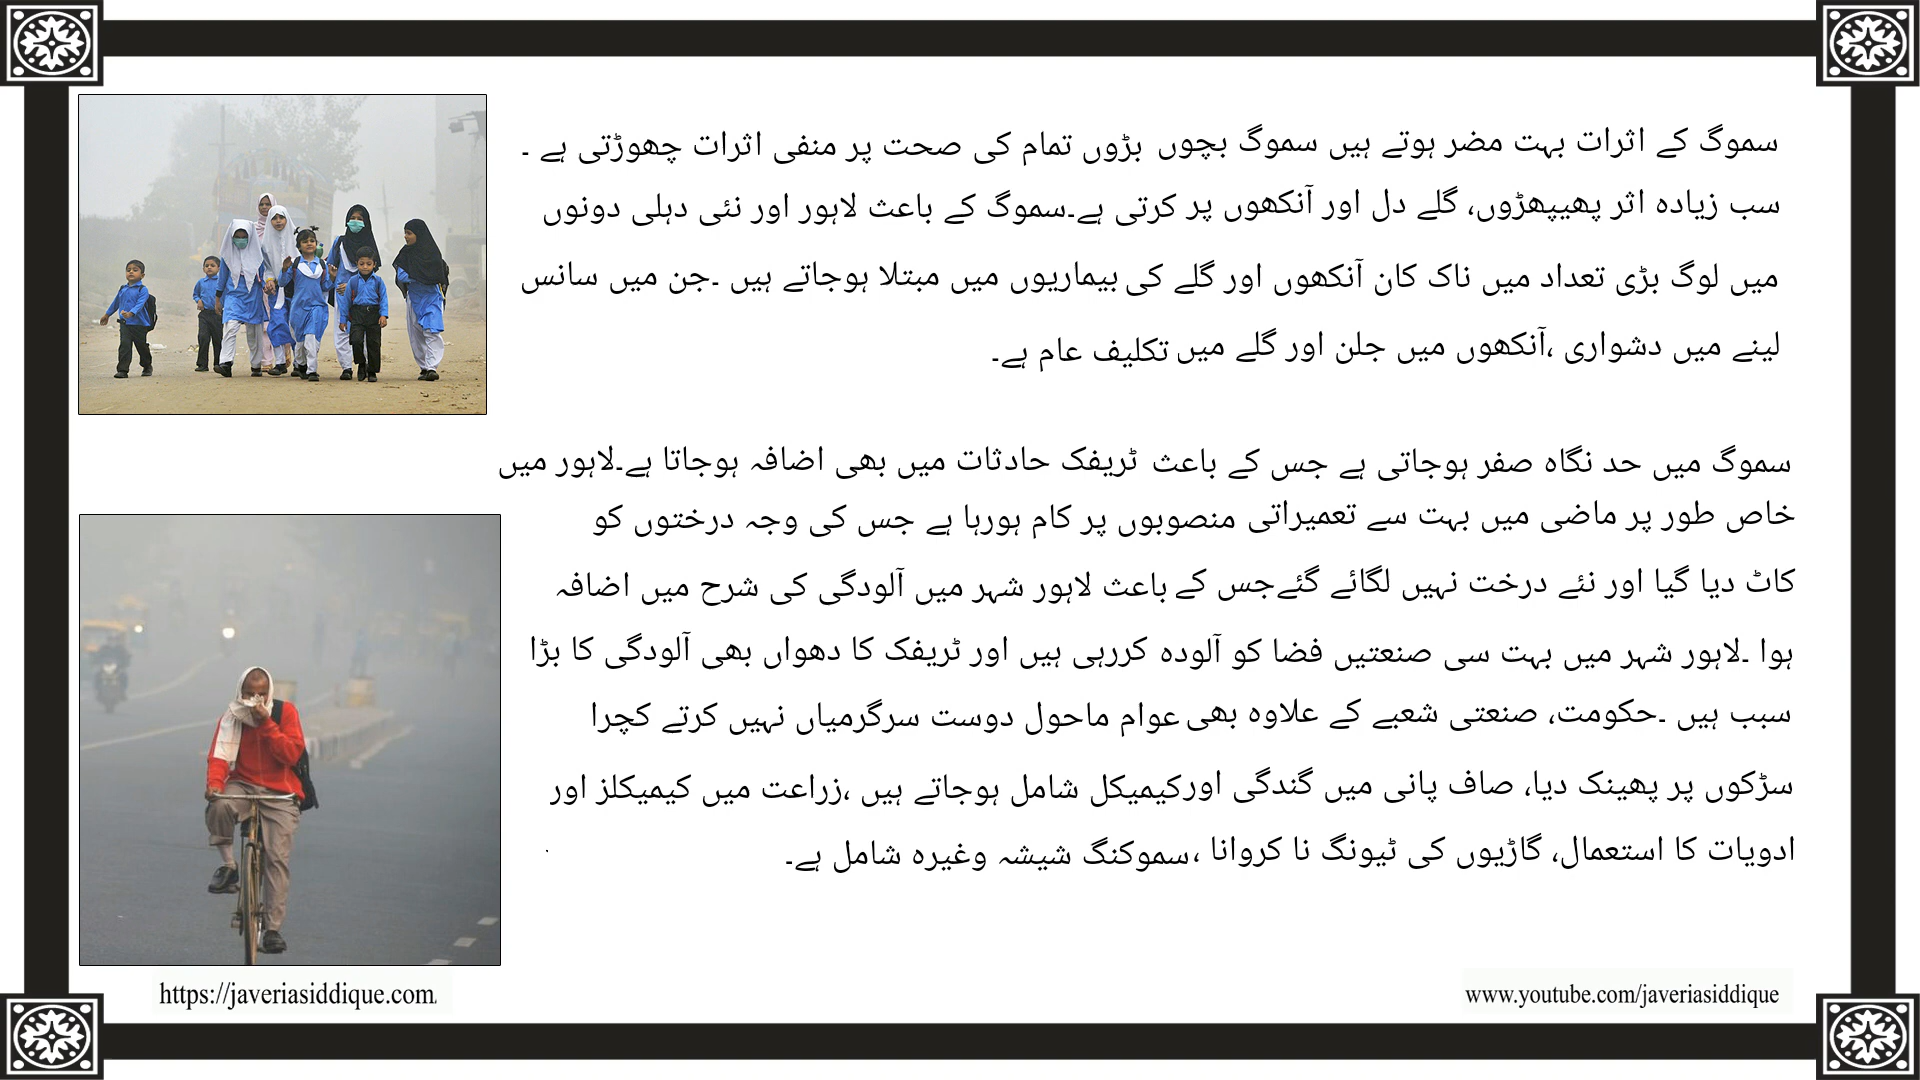 سموگ کے اثرات بہت مضر ہوتے ہیں سموگ بچوں بڑوں تمام کی صحت پر منفی اثرات چھوڑتی ہے ۔
سب زیادہ اثر پھیپھڑوں، گلے دل اور آنکھوں پر کرتی ہے۔سموگ کے باعث لاہور اور نئی دہلی دونوں
میں لوگ بڑی تعداد میں ناک کان آنکھوں اور گلے کی بیماریوں میں مبتلا ہوجاتے ہیں ۔جن میں سانس
لینے میں دشواری ،آنکھوں میں جلن اور گلے میں تکلیف عام ہے۔
سموگ میں حد نگاہ صفر ہوجاتی ہے جس کے باعث ٹریفک حادثات میں بھی اضافہ ہوجاتا ہے۔لاہور میں
خاص طور پر ماضی میں بہت سے تعمیراتی منصوبوں پر کام ہورہا ہے جس کی وجہ درختوں کو
کاٹ دیا گیا اور نئے درخت نہیں لگائے گئےجس کے باعث لاہور شہر میں آلودگی کی شرح میں اضافہ
ہوا ۔لاہور شہر میں بہت سی صنعتیں فضا کو آلودہ کررہی ہیں اور ٹریفک کا دھواں بھی آلودگی کا بڑا
سبب ہیں ۔حکومت، صنعتی شعبے کے علاوہ بھی عوام ماحول دوست سرگرمیاں نہیں کرتے کچرا
سڑکوں پر پھینک دیا، صاف پانی میں گندگی اورکیمیکل شامل ہوجاتے ہیں ،زراعت میں کیمیکلز اور
ادویات کا استعمال، گاڑیوں کی ٹیونگ نا کروانا ،سموکنگ شیشہ وغیرہ شامل ہے۔
https://javeriasiddique.com/
www.youtube.com/javeriasiddique